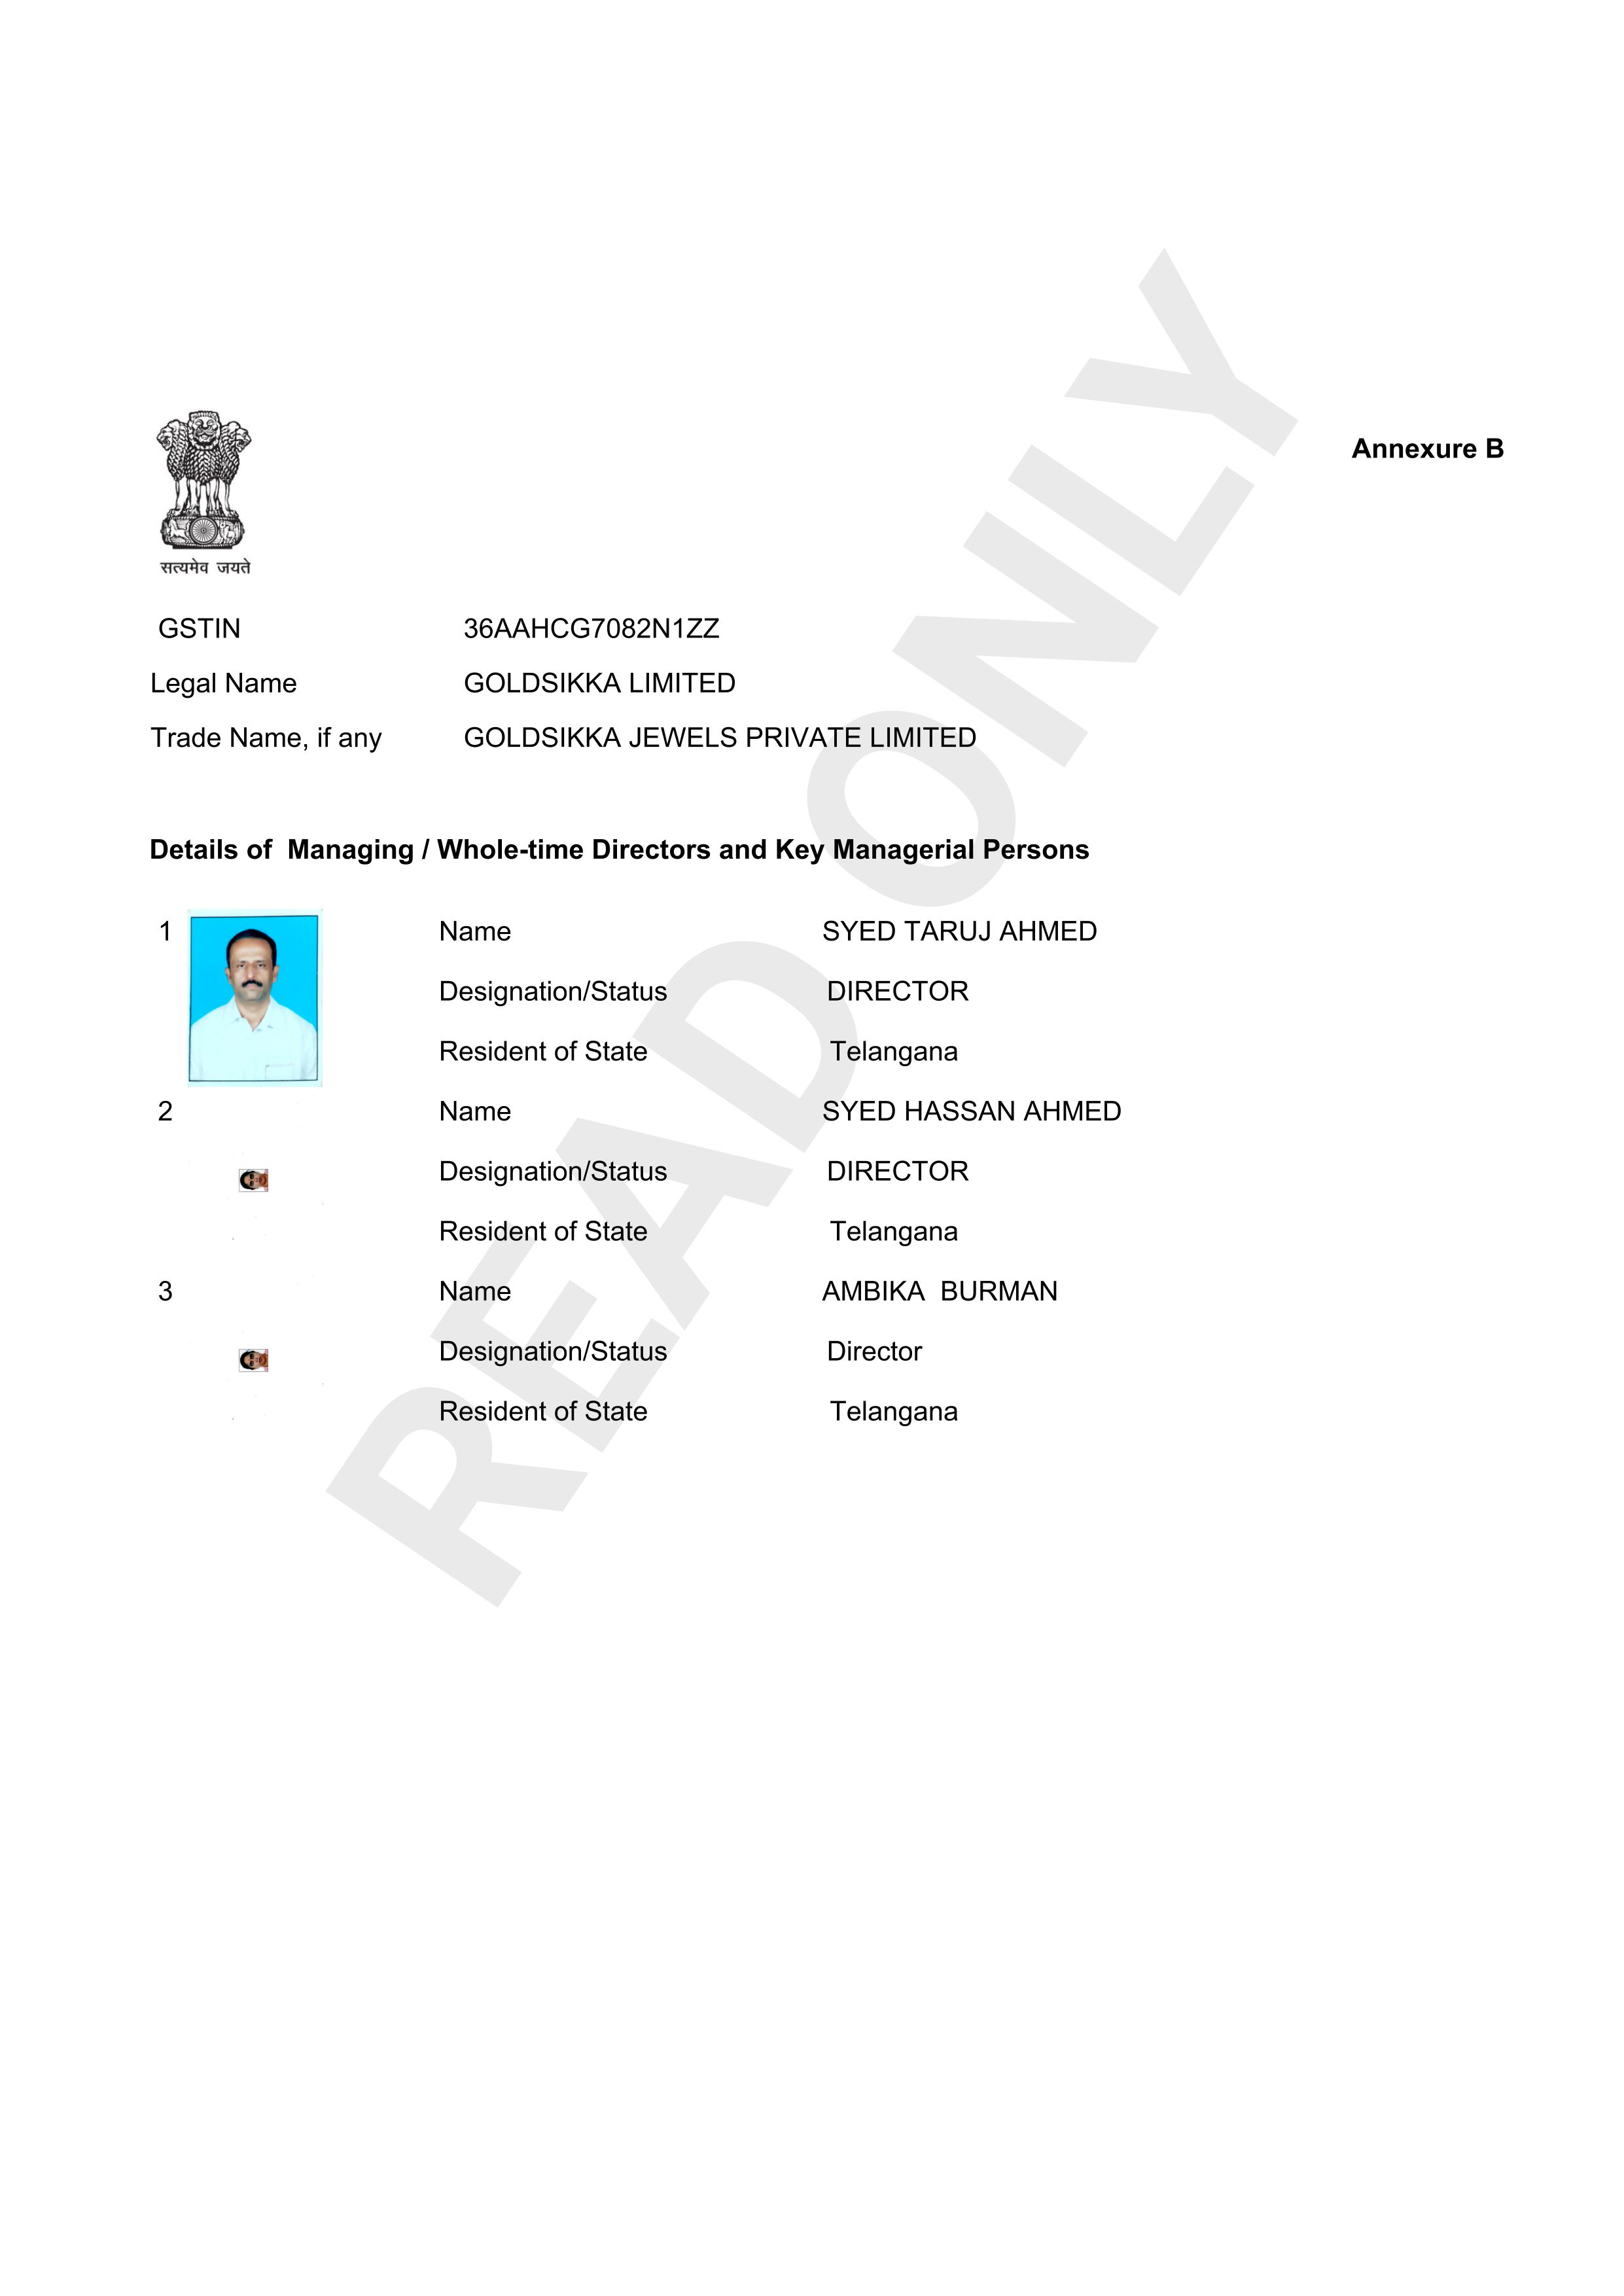 Annexure B
सत्यमेव जयते
GSTIN 36AAHCG7082N1ZZ
Legal Name GOLDSIKKA LIMITED
Trade Name, if any GOLDSIKKA JEWELS PRIVATE LIMITED
Details of Managing / Whole-time Directors and Key Managerial Persons
1 Name SYED TARUJ AHMED
Designation/Status DIRECTOR
Resident of State Telangana
2 Name SYED HASSAN AHMED
Designation/Status DIRECTOR
Resident of State Telangana
3 Name AMBIKA BURMAN
Designation/Status Director
Resident of State Telangana
READ ONLY